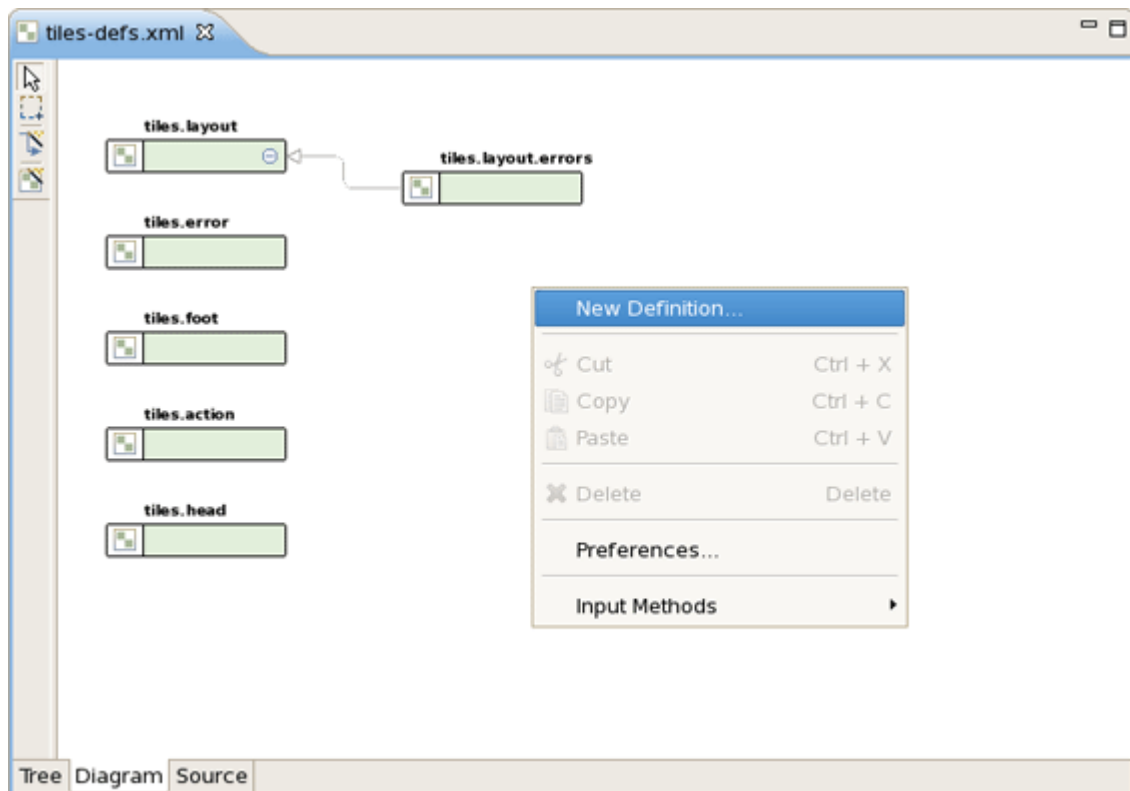 tiles-defs.xml
tiles.layout
tiles.layout.errors
tiles.error
tiles.foot
tiles.action
tiles.head
New Definition...
Cut Ctrl + X
Copy Ctrl + C
Paste Ctrl + V
Delete Delete
Preferences...
Input Methods
Tree Diagram Source